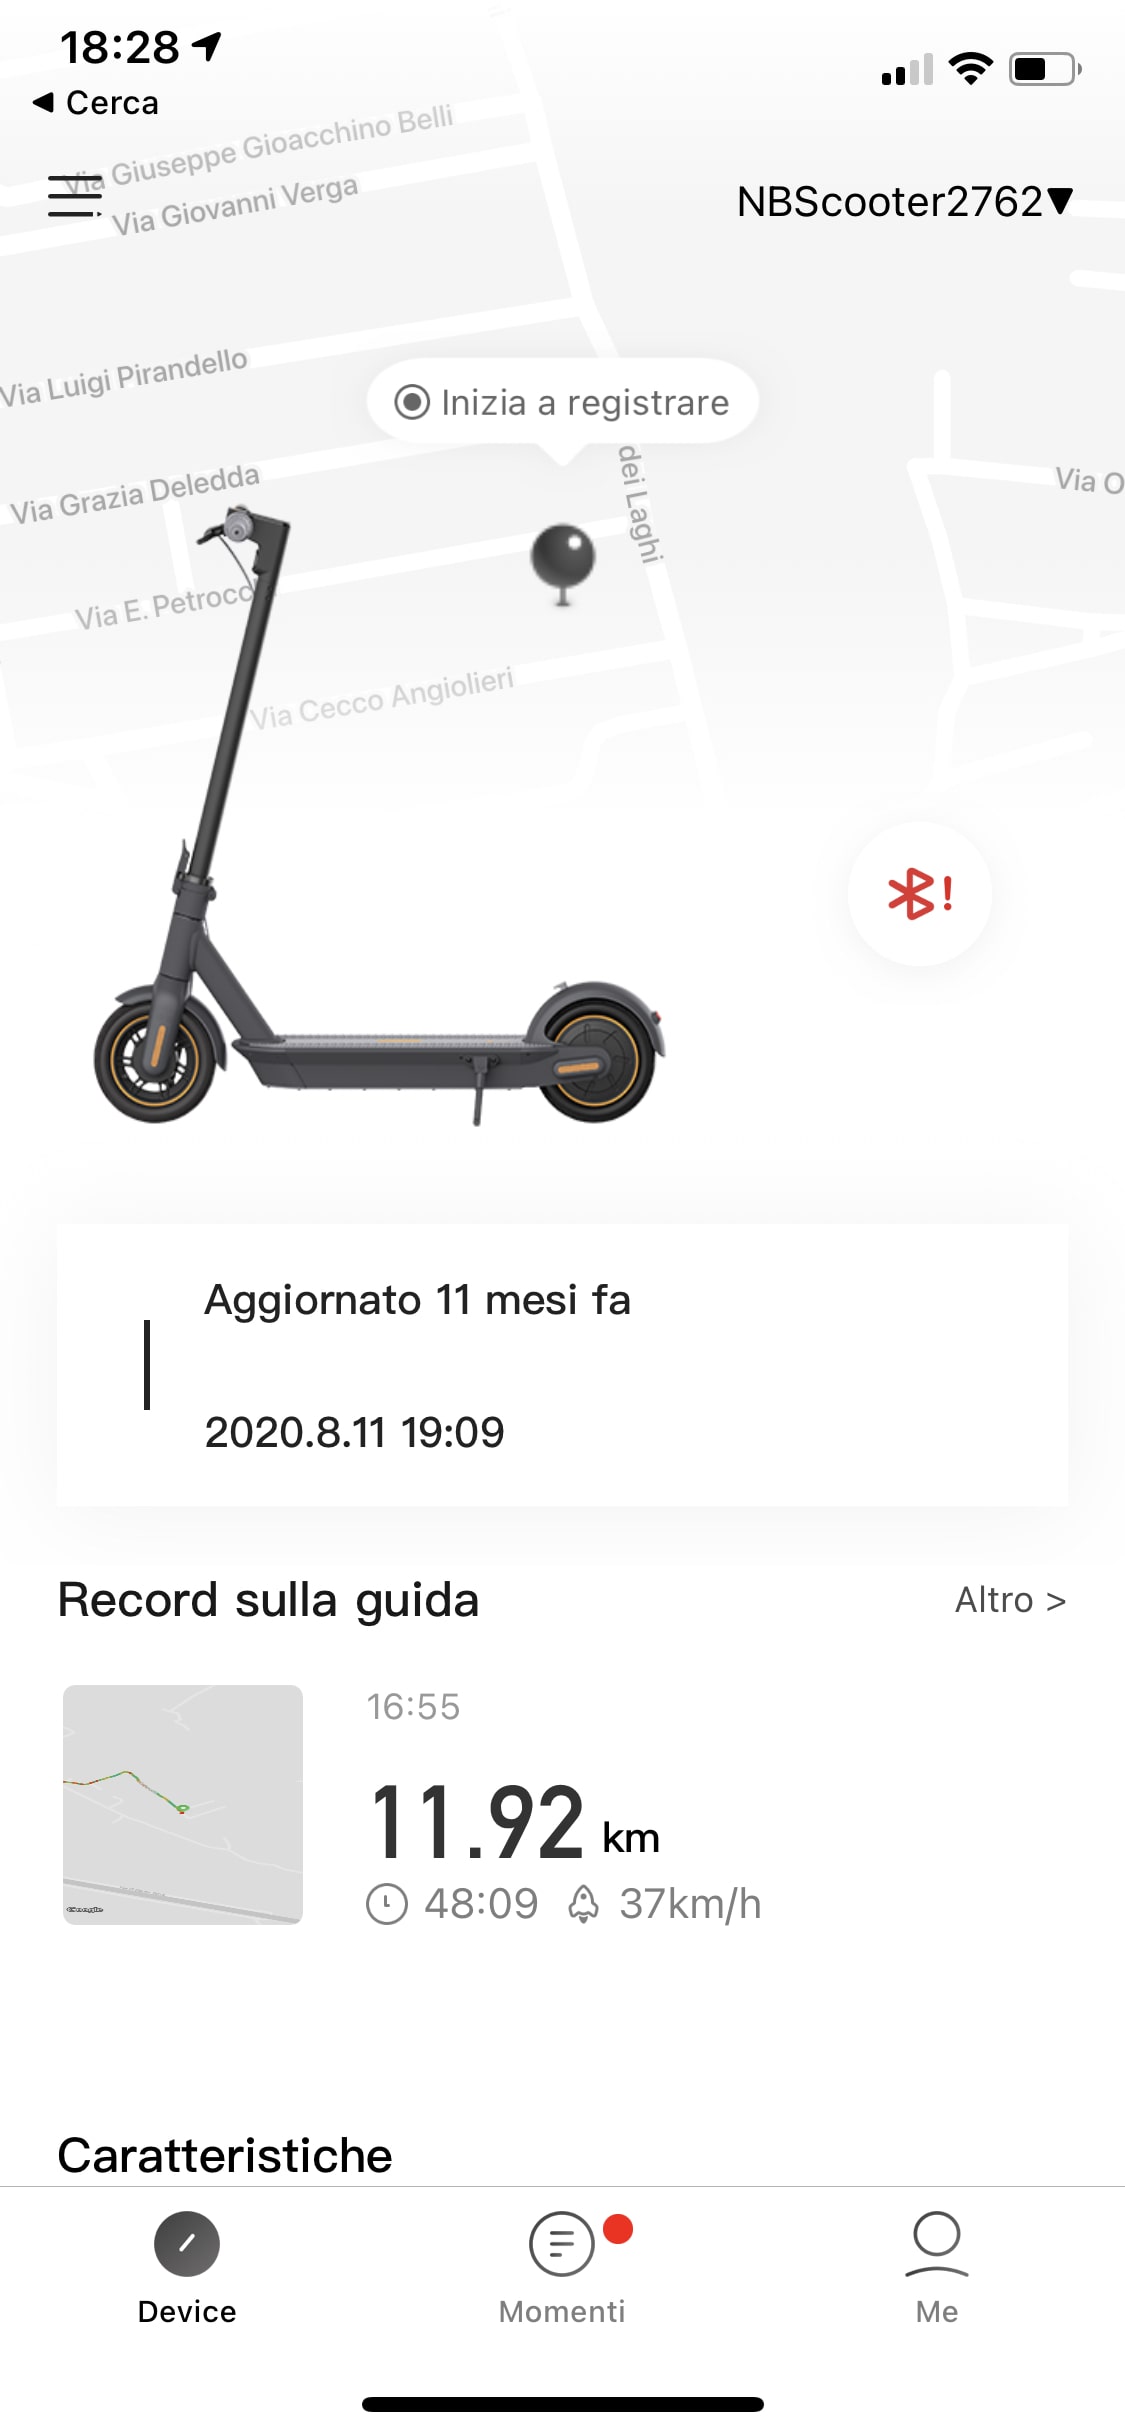 18:28
Cerca
Via Giuseppe Gioacchino Belli
Via Giovanni Verga
NBScooter2762
Via Luigi Pirandello
Inizia a registrare
dei Laghi
Via Grazia Deledda
Via O
Via E. Petrocc
Via Cecco Angiolieri
!
Aggiornato 11 mesi fa
2020.8.11 19:09
Record sulla guida
Altro >
16:55
11.92 km
48:09 37km/h
Google
Caratteristiche
Device
Momenti
Me